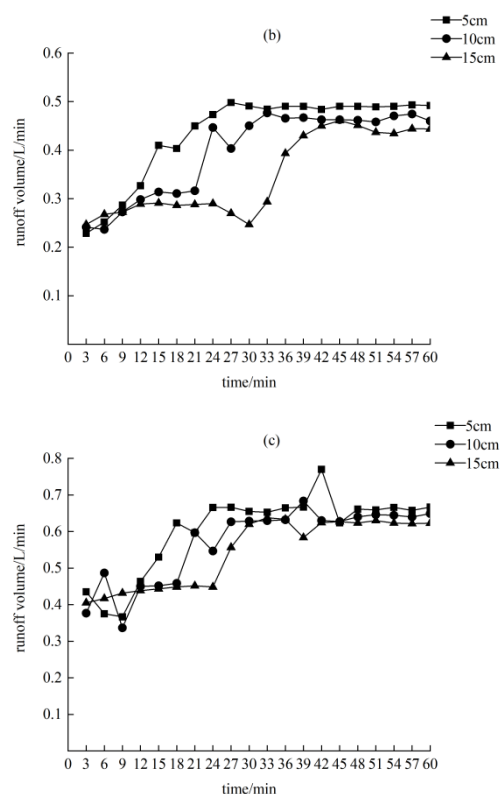 (b)
5cm
10cm
15cm
0.6
0.5
0.4
0.3
0.2
0.1
runoff volume/L/min
0 3 6 9 12 15 18 21 24 27 30 33 36 39 42 45 48 51 54 57 60
time/min
(c)
5cm
10cm
15cm
0.8
0.7
0.6
0.5
0.4
0.3
0.2
0.1
runoff volume/L/min
0 3 6 9 12 15 18 21 24 27 30 33 36 39 42 45 48 51 54 57 60
time/min